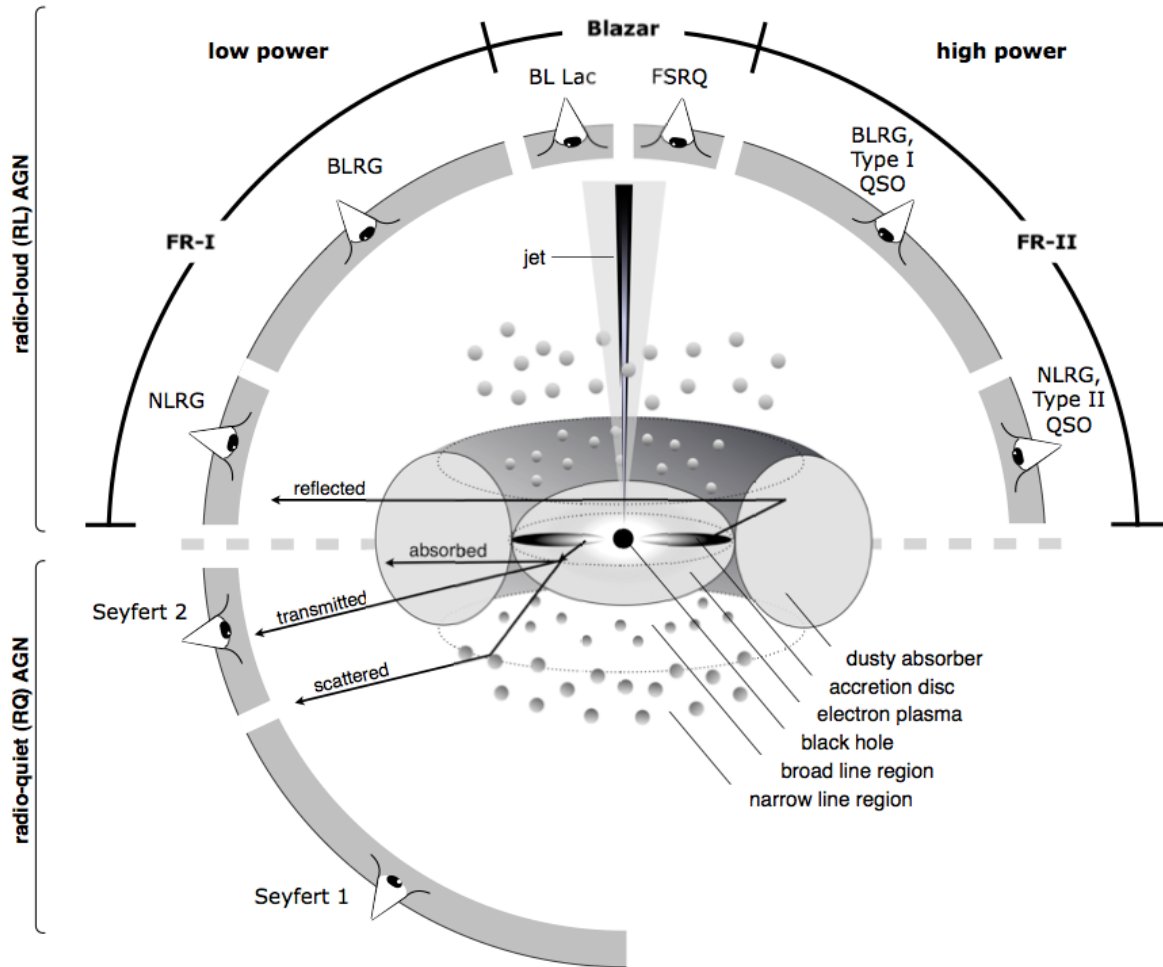 Blazar
low power
high power
BL Lac
FSRQ
BLRG,
Type I
QSO
BLRG
radio-loud (RL) AGN
FR-I
FR-II
jet
NLRG
NLRG,
Type II
QSO
reflected
absorbed
Seyfert 2
transmitted
scattered
dusty absorber
accretion disc
electron plasma
black hole
broad line region
narrow line region
radio-quiet (RQ) AGN
Seyfert 1